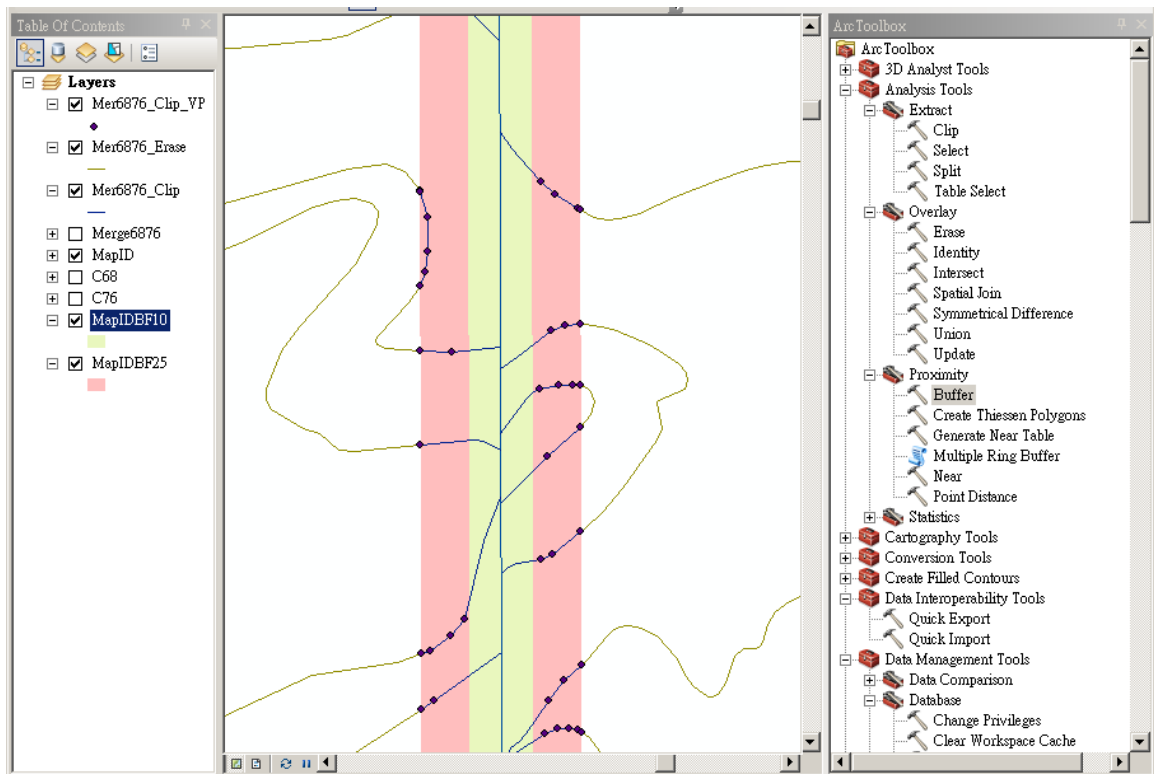 Table Of Contents
Layers
Mer6876_Clip_VP
Mer6876_Erase
Mer6876_Clip
Merge6876
MapID
C68
C76
MapIDBF10
MapIDBF25
ArcToolbox
ArcToolbox
3D Analyst Tools
Analysis Tools
Extract
Clip
Select
Split
Table Select
Overlay
Erase
Identity
Intersect
Spatial Join
Symmetrical Difference
Union
Update
Proximity
Buffer
Create Thiessen Polygons
Generate Near Table
Multiple Ring Buffer
Near
Point Distance
Statistics
Cartography Tools
Conversion Tools
Create Filled Contours
Data Interoperability Tools
Quick Export
Quick Import
Data Management Tools
Data Comparison
Database
Change Privileges
Clear Workspace Cache